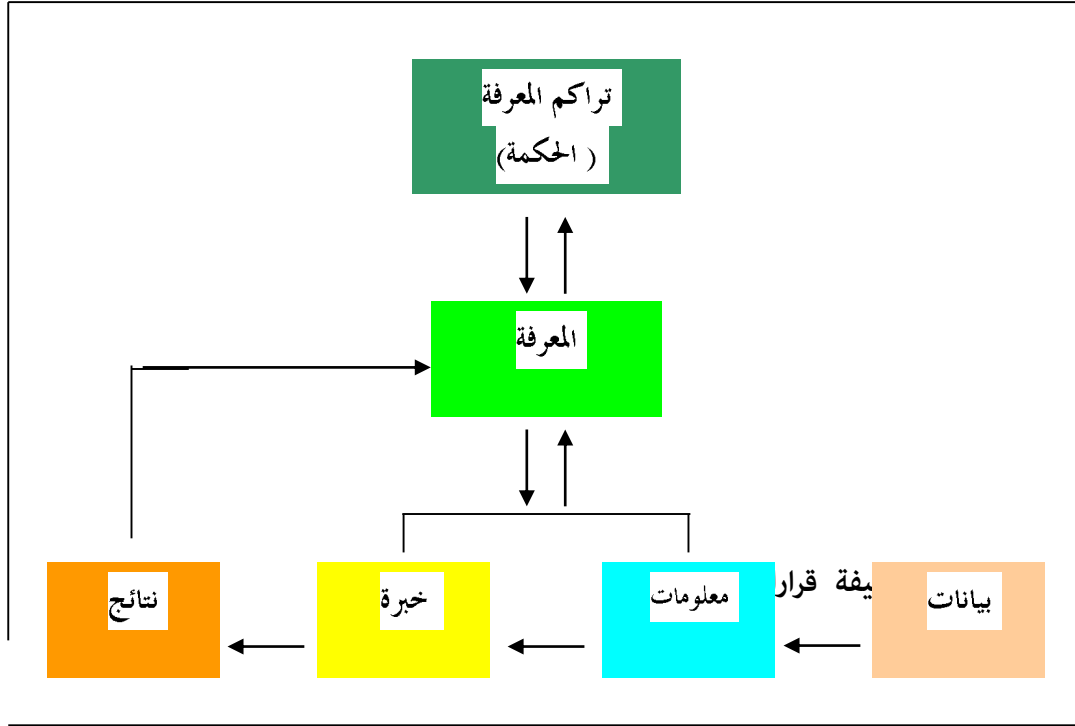 تراكم المعرفة
( الحكمة)
المعرفة
بيانات
قرار
معلومات
خبرة
نتائج